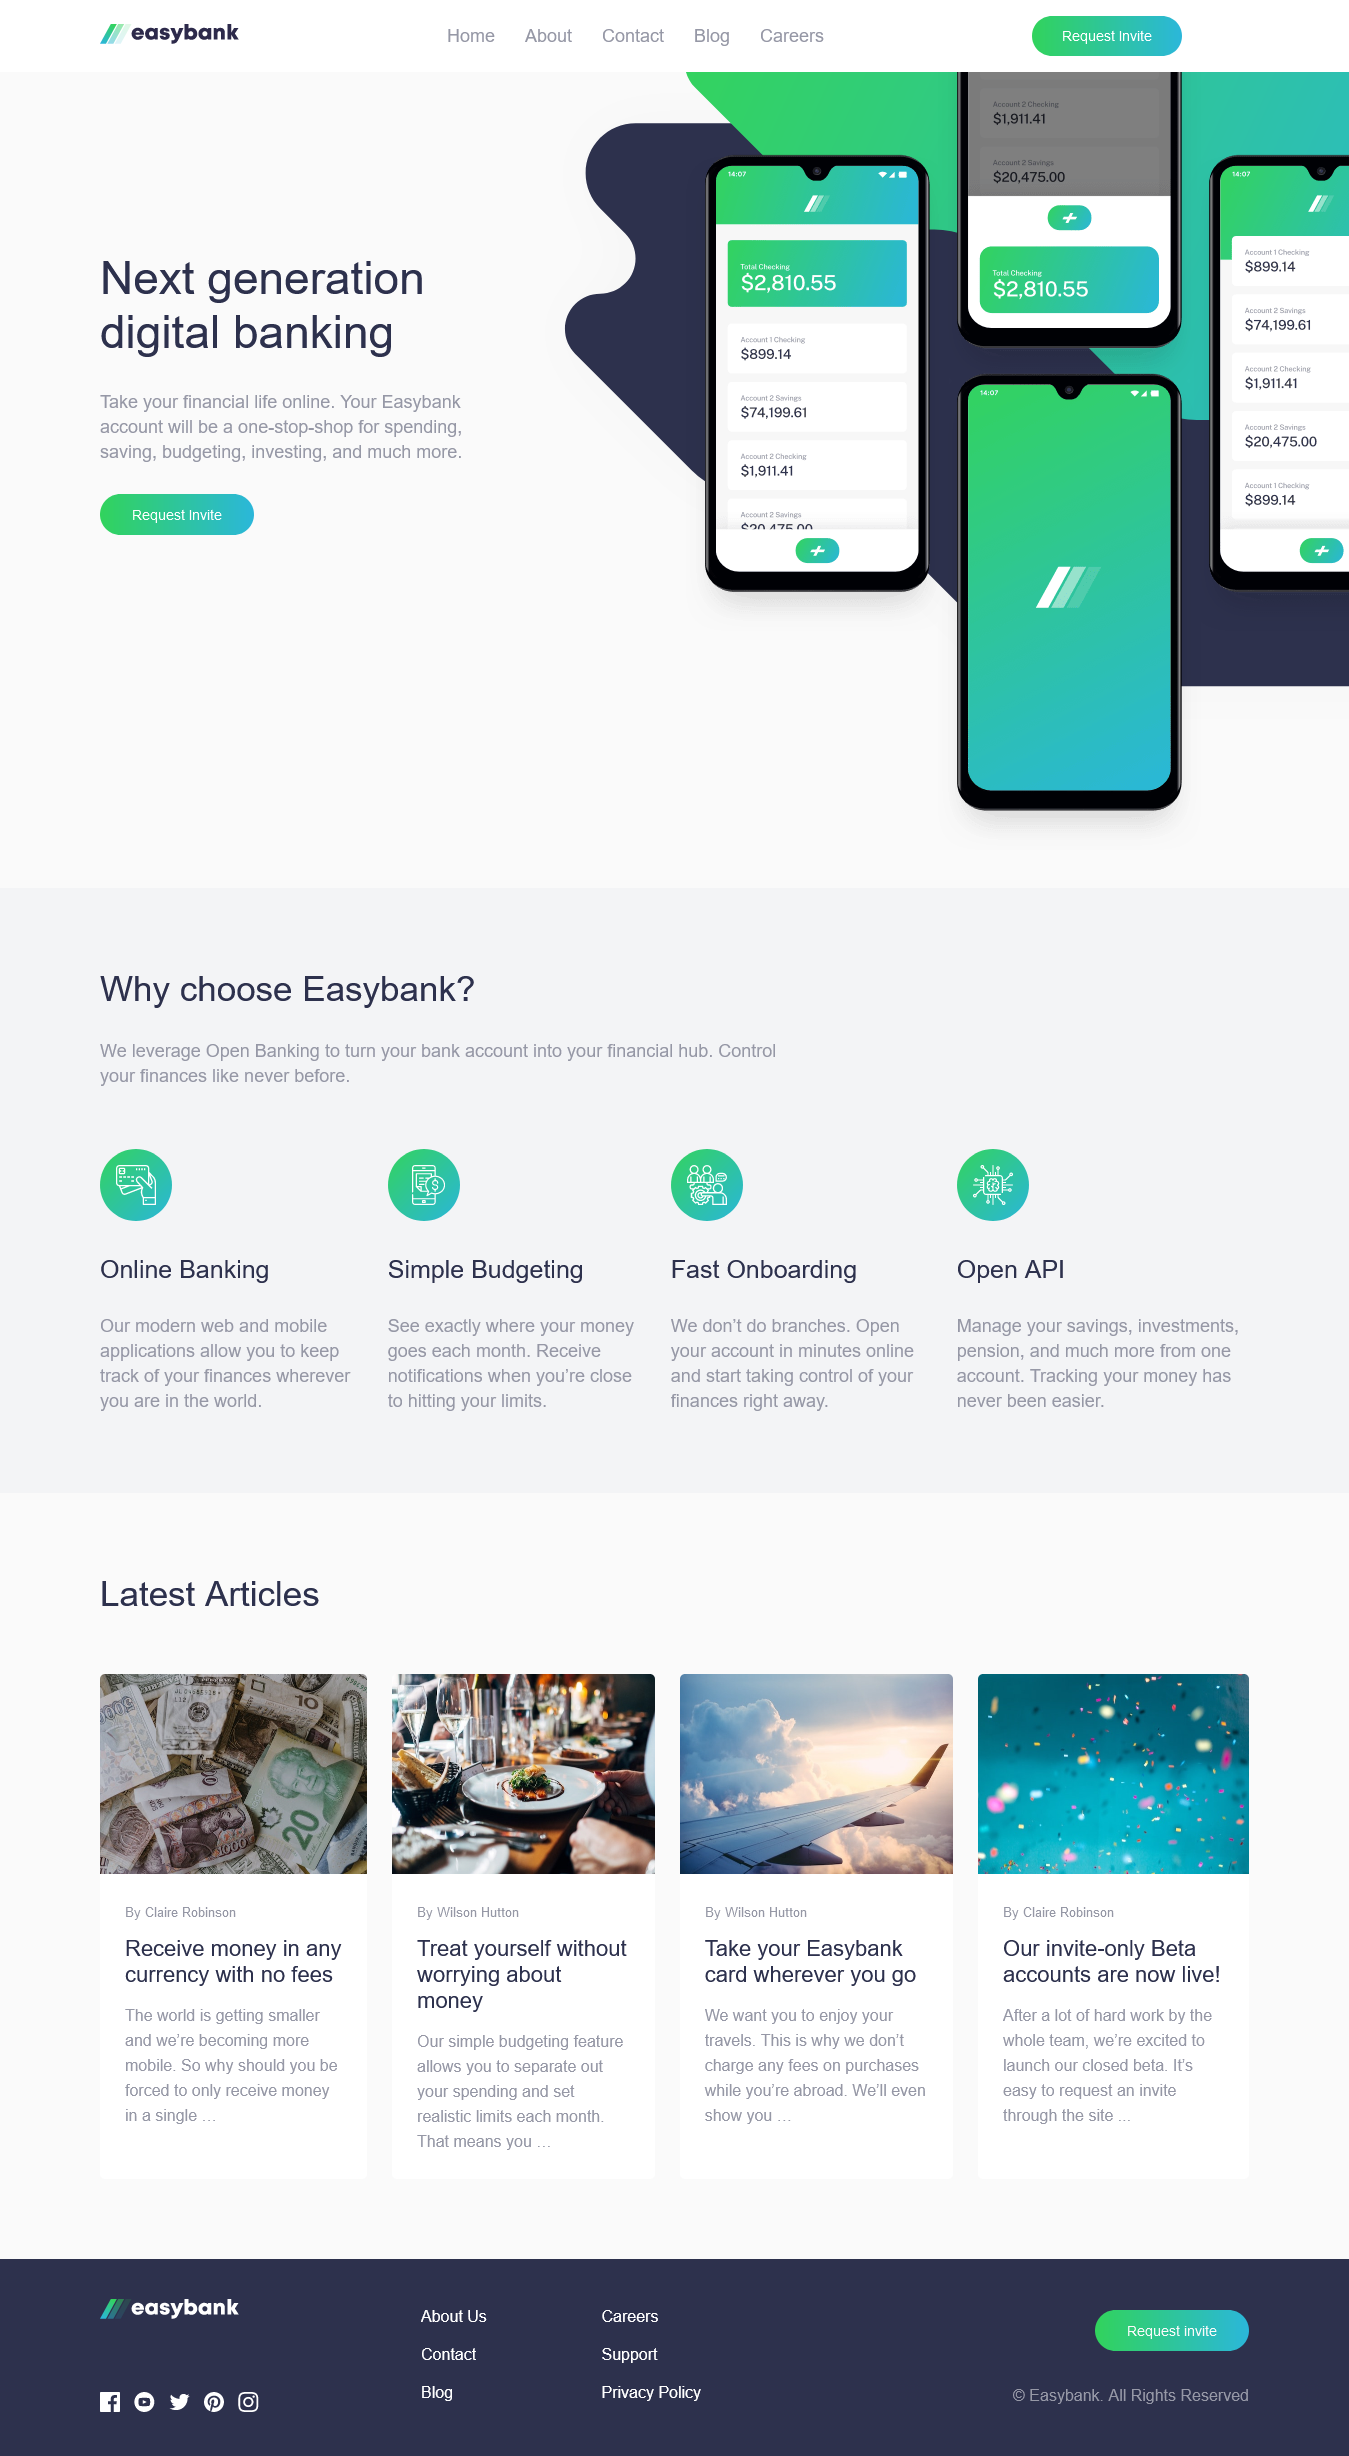 easybank
Home About Contact Blog Careers
Request Invite
Next generation
digital banking
Take your financial life online. Your Easybank
account will be a one-stop-shop for spending,
saving, budgeting, investing, and much more.
Request Invite
14:07
Total Checking
$2,810.55
Account 1 Checking
$899.14
Account 2 Savings
$74,199.61
Account 2 Checking
$1,911.41
Account 2 Savings
$20,475.00
Account 2 Checking
$1,911.41
Account 2 Savings
$20,475.00
Total Checking
$2,810.55
14:07
14:07
Account 1 Checking
$899.14
Account 2 Savings
$74,199.61
Account 2 Checking
$1,911.41
Account 2 Savings
$20,475.00
Account 1 Checking
$899.14
Why choose Easybank?
We leverage Open Banking to turn your bank account into your financial hub. Control
your finances like never before.
Online Banking
Our modern web and mobile
applications allow you to keep
track of your finances wherever
you are in the world.
Simple Budgeting
See exactly where your money
goes each month. Receive
notifications when you’re close
to hitting your limits.
Fast Onboarding
We don’t do branches. Open
your account in minutes online
and start taking control of your
finances right away.
Open API
Manage your savings, investments,
pension, and much more from one
account. Tracking your money has
never been easier.
Latest Articles
By Claire Robinson
Receive money in any
currency with no fees
The world is getting smaller
and we’re becoming more
mobile. So why should you be
forced to only receive money
in a single …
By Wilson Hutton
Treat yourself without
worrying about
money
Our simple budgeting feature
allows you to separate out
your spending and set
realistic limits each month.
That means you …
By Wilson Hutton
Take your Easybank
card wherever you go
We want you to enjoy your
travels. This is why we don’t
charge any fees on purchases
while you’re abroad. We’ll even
show you …
By Claire Robinson
Our invite-only Beta
accounts are now live!
After a lot of hard work by the
whole team, we’re excited to
launch our closed beta. It’s
easy to request an invite
through the site ...
easybank
About Us
Contact
Blog
Careers
Support
Privacy Policy
Request invite
© Easybank. All Rights Reserved